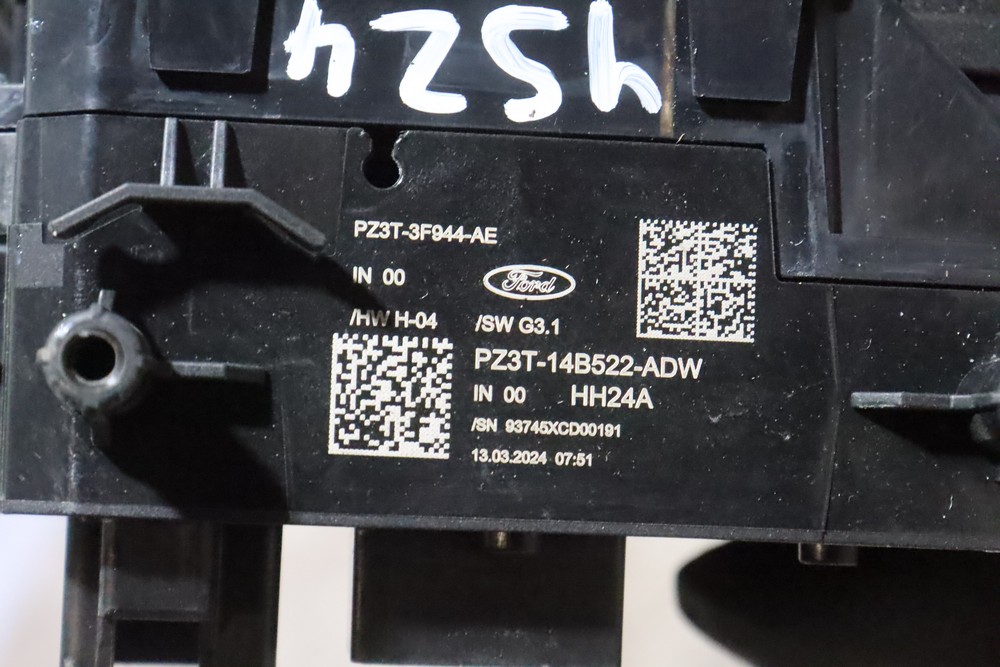 PZ3T-3F944-AE
IN 00
Ford
/HW H-04 /SW G3.1
PZ3T-14B522-ADW
IN 00 HH24A
/SN 93745XCD00191
13.03.2024 07:51